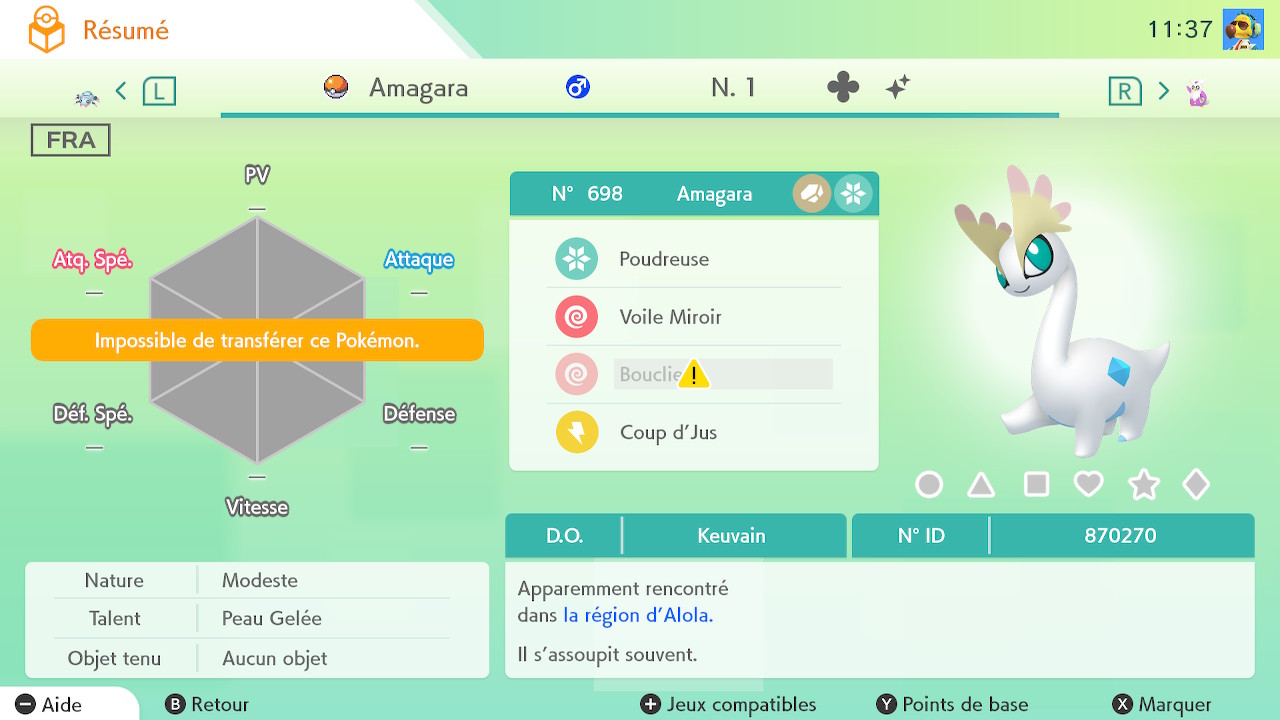 Résumé
11:37
L
Amagara
N. 1
R
FRA
PV
—
Atq. Spé.
—
Attaque
—
Impossible de transférer ce Pokémon.
Déf. Spé.
—
Défense
—
—
Vitesse
N° 698 Amagara
Poudreuse
Voile Miroir
Bouclie
Coup d'Jus
D.O. Keuvain
N° ID 870270
Nature Modeste
Talent Peau Gelée
Objet tenu Aucun objet
Apparemment rencontré
dans la région d'Alola.
Il s'assoupit souvent.
Aide
B Retour
Jeux compatibles
Y Points de base
X Marquer